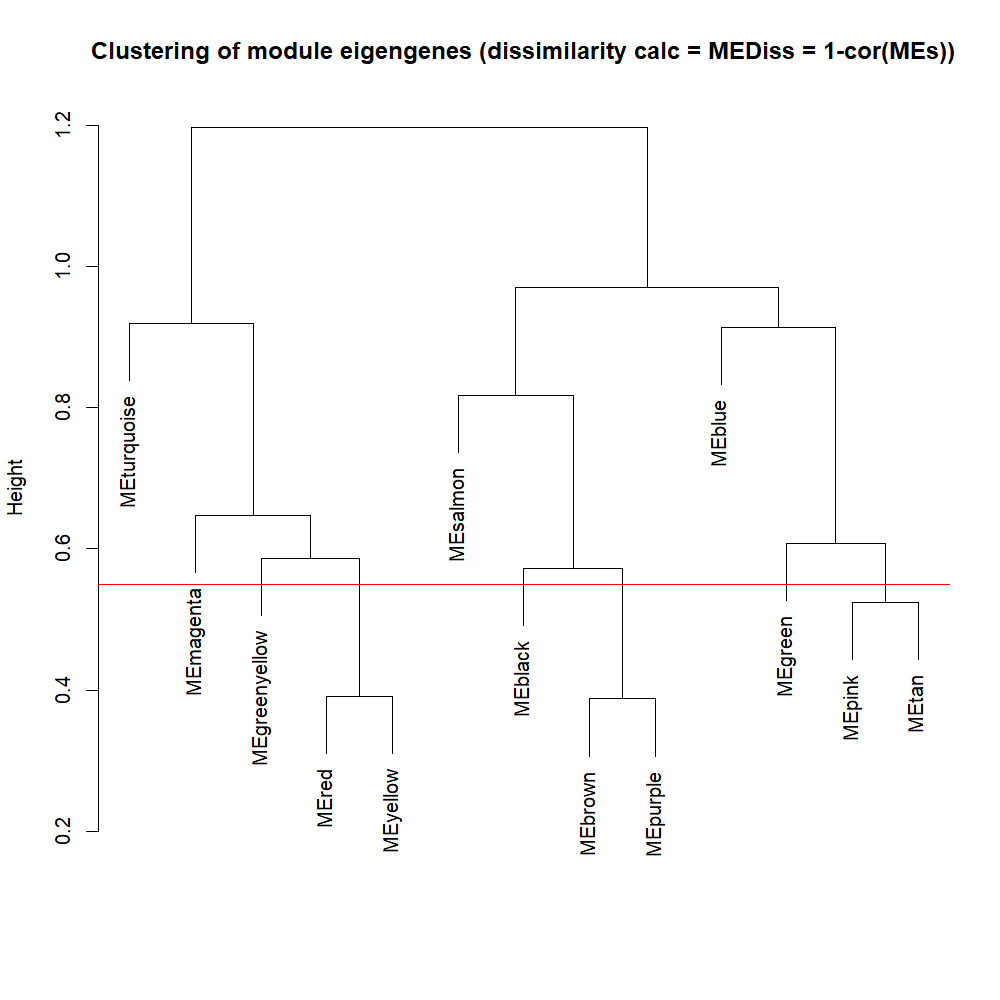 Clustering of module eigengenes (dissimilarity calc = MEDiss = 1-cor(MEs))
Height
1.2
1.0
0.8
0.6
0.4
0.2
MEturquoise
MEmagenta
MEgreenyellow
MEred
MEyellow
MEsalmon
MEblack
MEbrown
MEpurple
MEblue
MEgreen
MEpink
MEtan